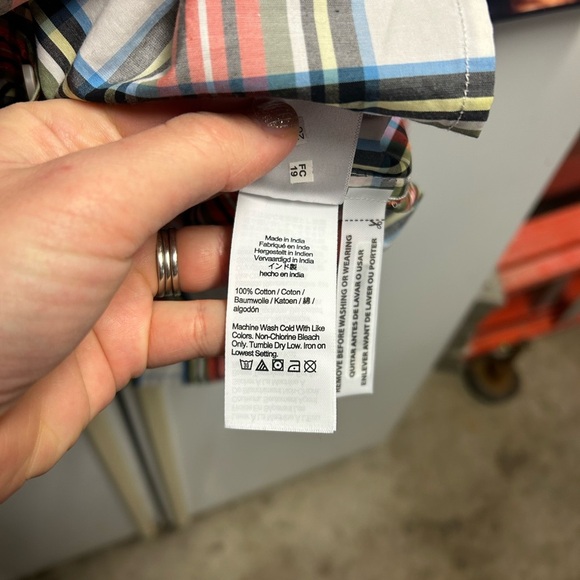 FC
19
Made in India
Fabriqué en Inde
Hergestellt in Indien
Vervaardigd in India
インド製
hecho en india
100% Cotton / Coton /
Baumwolle / Katoen / 綿 /
algodón
Machine Wash Cold With Like
Colors. Non-Chlorine Bleach
Only. Tumble Dry Low. Iron on
Lowest Setting.
REMOVE BEFORE WASHING OR WEARING
QUITAR ANTES DE LAVAR O USAR
ENLEVER AVANT DE LAVER OU PORTER